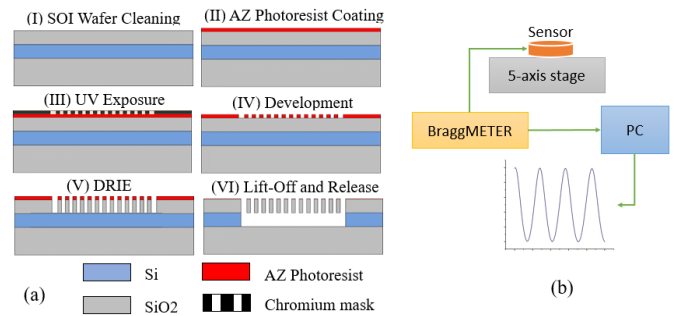 (I) SOI Wafer Cleaning
(II) AZ Photoresist Coating
(III) UV Exposure
(IV) Development
(V) DRIE
(VI) Lift-Off and Release
Si
AZ Photoresist
SiO2
Chromium mask
(a)
Sensor
5-axis stage
BraggMETER
PC
(b)